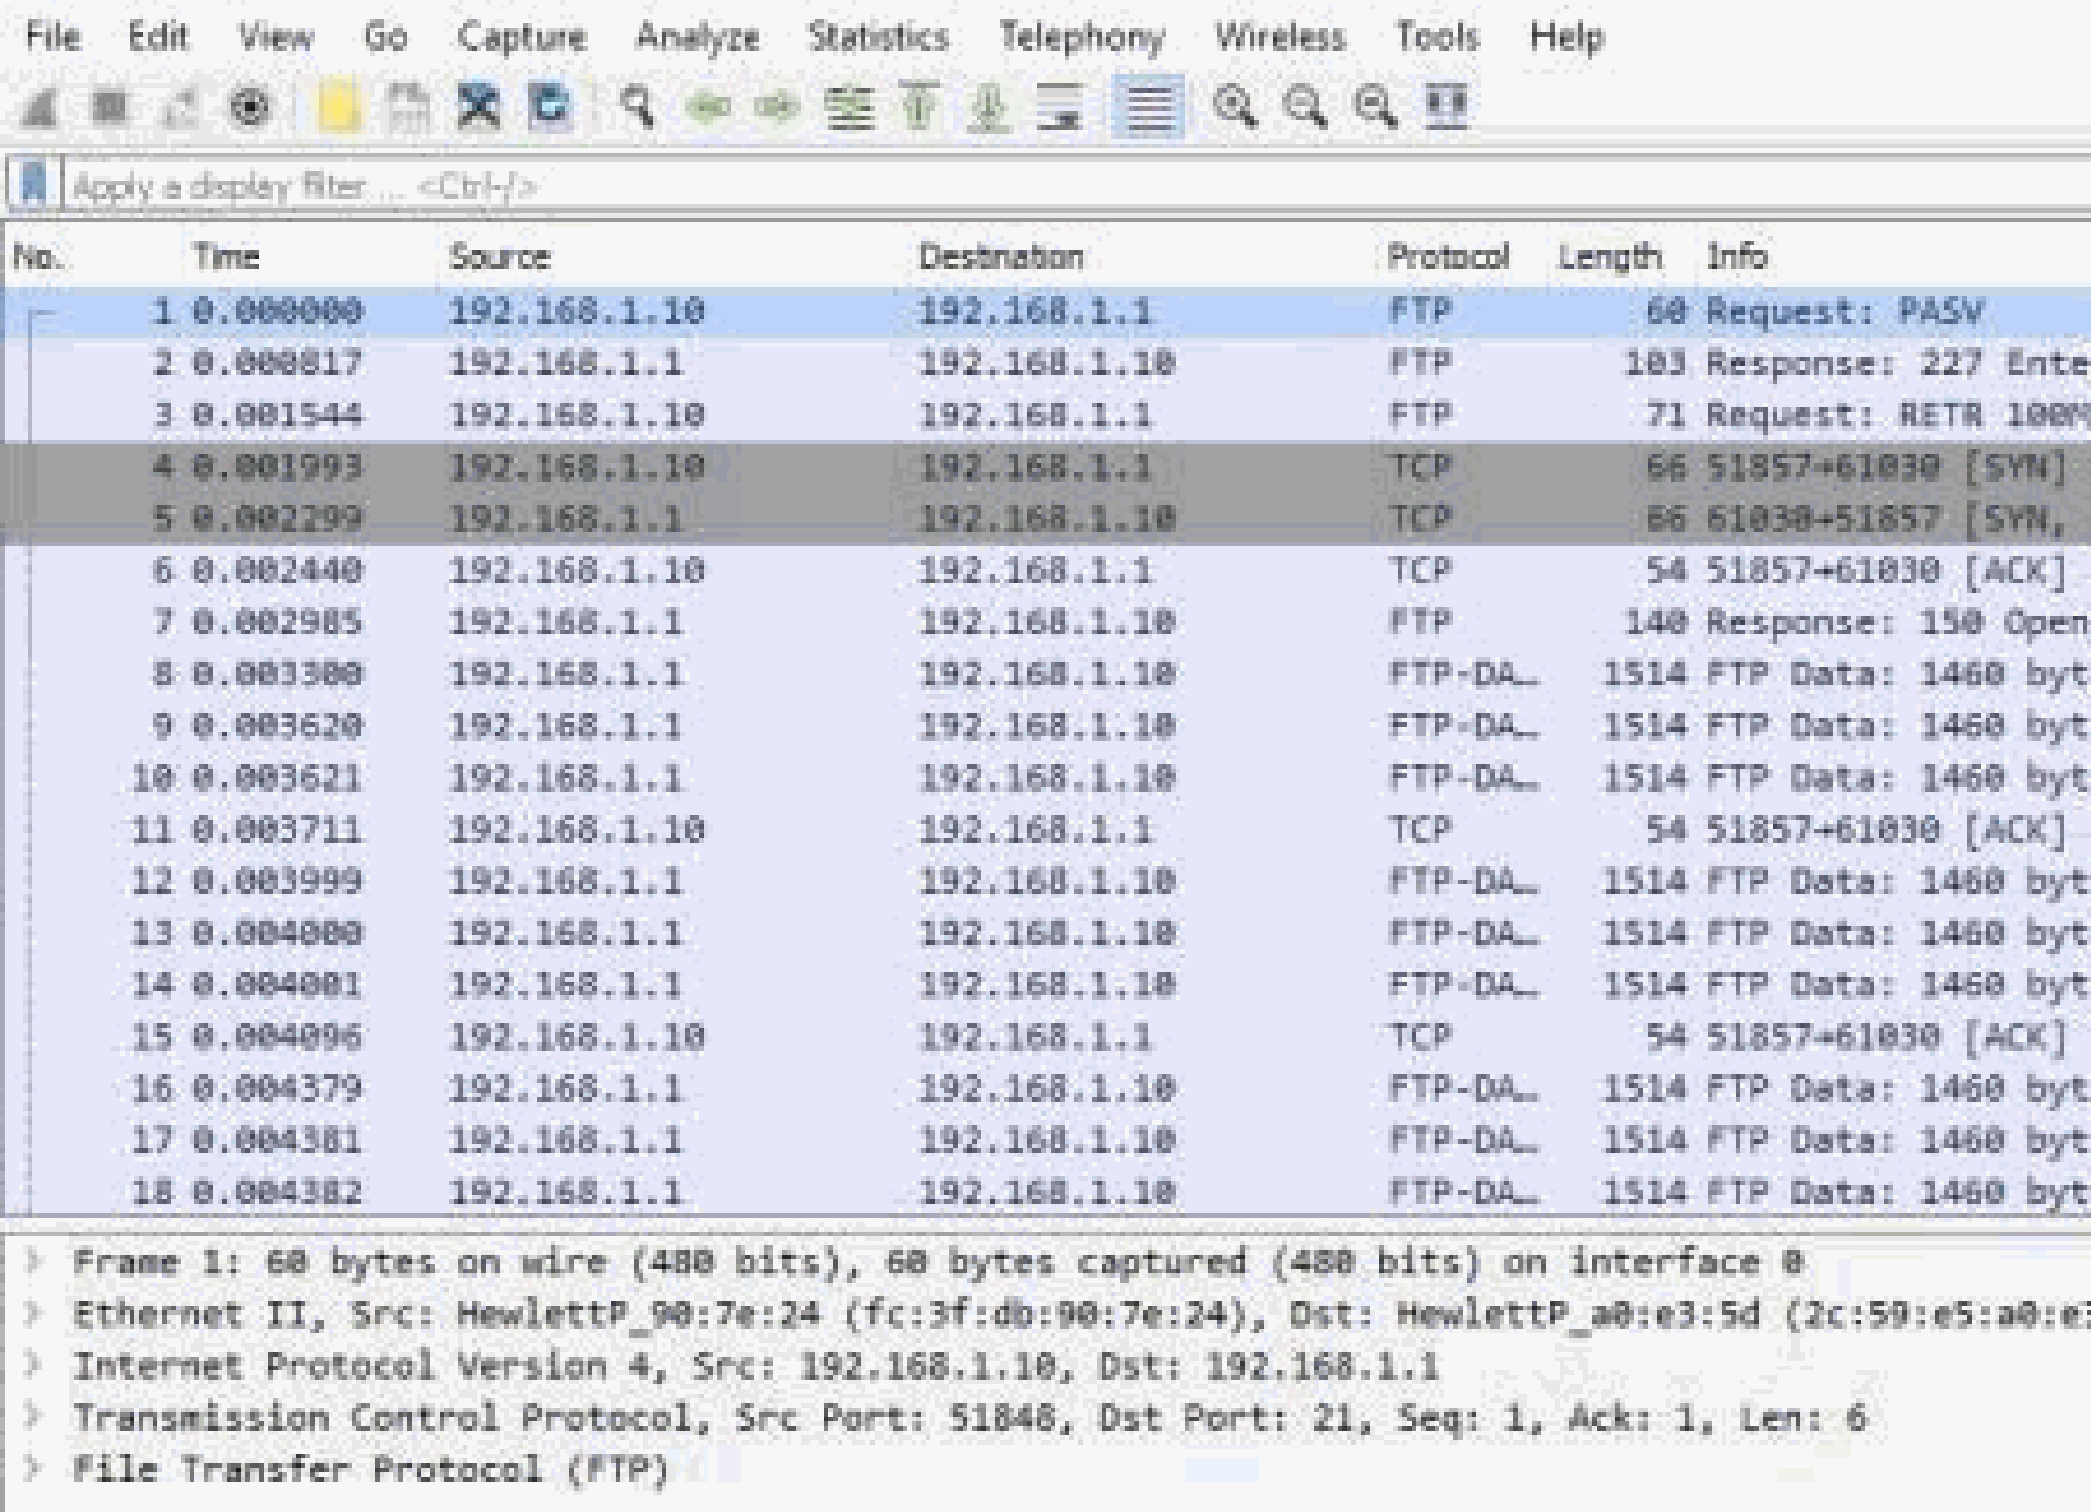 File Edit View Go Capture Analyze Statistics Telephony Wireless Tools Help
Apply a display filter ... <Ctrl-/>
No. Time Source Destination Protocol Length Info
1 0.000000 192.168.1.10 192.168.1.1 FTP 60 Request: PASV
2 0.000817 192.168.1.1 192.168.1.10 FTP 103 Response: 227 Ente
3 0.001544 192.168.1.10 192.168.1.1 FTP 71 Request: RETR 100M
4 0.001993 192.168.1.10 192.168.1.1 TCP 66 51857→61030 [SYN]
5 0.002299 192.168.1.1 192.168.1.10 TCP 66 61030→51857 [SYN,
6 0.002440 192.168.1.10 192.168.1.1 TCP 54 51857→61030 [ACK]
7 0.002985 192.168.1.1 192.168.1.10 FTP 140 Response: 150 Open
8 0.003300 192.168.1.1 192.168.1.10 FTP-DA… 1514 FTP Data: 1460 byt
9 0.003620 192.168.1.1 192.168.1.10 FTP-DA… 1514 FTP Data: 1460 byt
10 0.003621 192.168.1.1 192.168.1.10 FTP-DA… 1514 FTP Data: 1460 byt
11 0.003711 192.168.1.10 192.168.1.1 TCP 54 51857→61030 [ACK]
12 0.003999 192.168.1.1 192.168.1.10 FTP-DA… 1514 FTP Data: 1460 byt
13 0.004000 192.168.1.1 192.168.1.10 FTP-DA… 1514 FTP Data: 1460 byt
14 0.004001 192.168.1.1 192.168.1.10 FTP-DA… 1514 FTP Data: 1460 byt
15 0.004096 192.168.1.10 192.168.1.1 TCP 54 51857→61030 [ACK]
16 0.004379 192.168.1.1 192.168.1.10 FTP-DA… 1514 FTP Data: 1460 byt
17 0.004381 192.168.1.1 192.168.1.10 FTP-DA… 1514 FTP Data: 1460 byt
18 0.004382 192.168.1.1 192.168.1.10 FTP-DA… 1514 FTP Data: 1460 byt
Frame 1: 60 bytes on wire (480 bits), 60 bytes captured (480 bits) on interface 0
Ethernet II, Src: HewlettP_90:7e:24 (fc:3f:db:90:7e:24), Dst: HewlettP_a0:e3:5d (2c:59:e5:a0:e3
Internet Protocol Version 4, Src: 192.168.1.10, Dst: 192.168.1.1
Transmission Control Protocol, Src Port: 51848, Dst Port: 21, Seq: 1, Ack: 1, Len: 6
File Transfer Protocol (FTP)